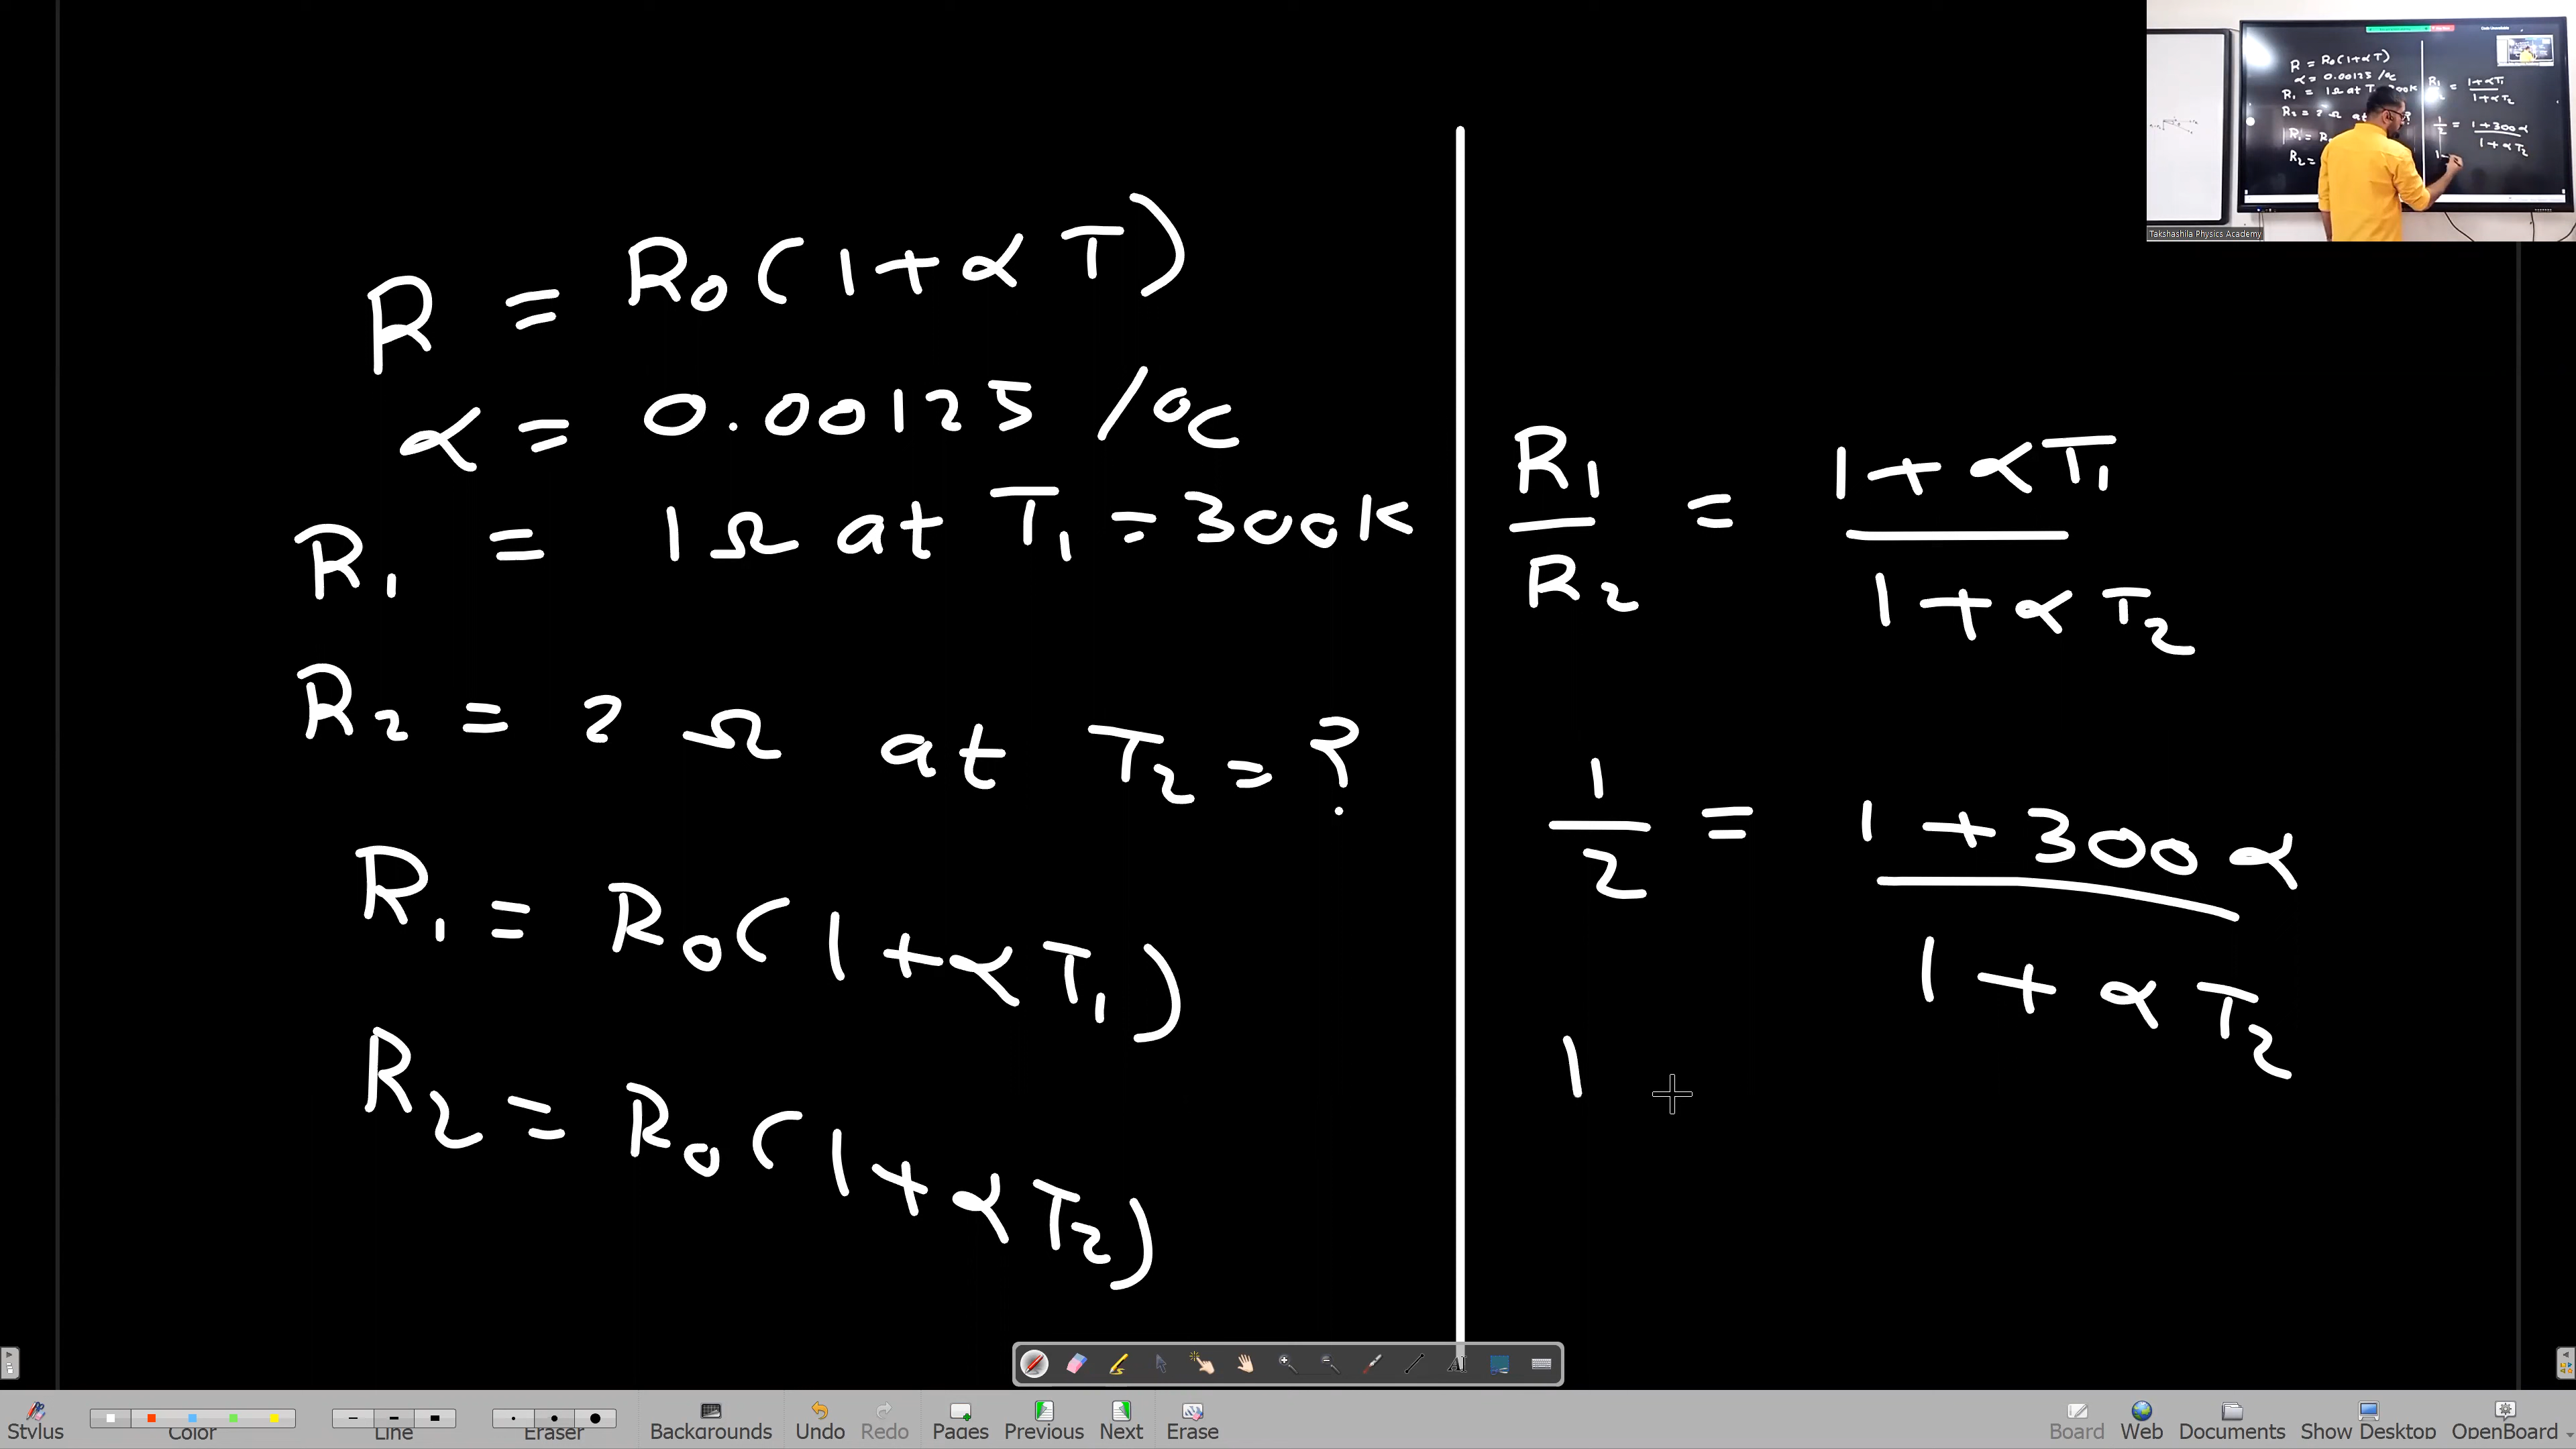 R = R₀(1+αT)
α = 0.00125 /°C
R₁ = 1Ω at T₁ = 300k
R₂ = 2 Ω at T₂ = ?
R₁ = R₀(1+αT₁)
R₂ = R₀(1+αT₂)
R₁/R₂ = 1+αT₁ / 1+αT₂
1/2 = 1+300α / 1+αT₂
1
Takshashila Physics Academy
Stylus Color Line Eraser Backgrounds Undo Redo Pages Previous Next Erase Board Web Documents Show Desktop OpenBoard